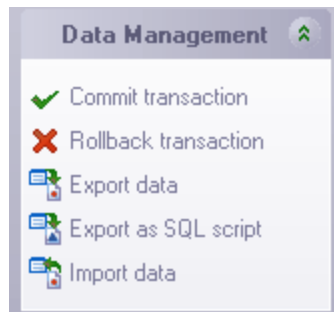 Data Management
Commit transaction
Rollback transaction
Export data
Export as SQL script
Import data